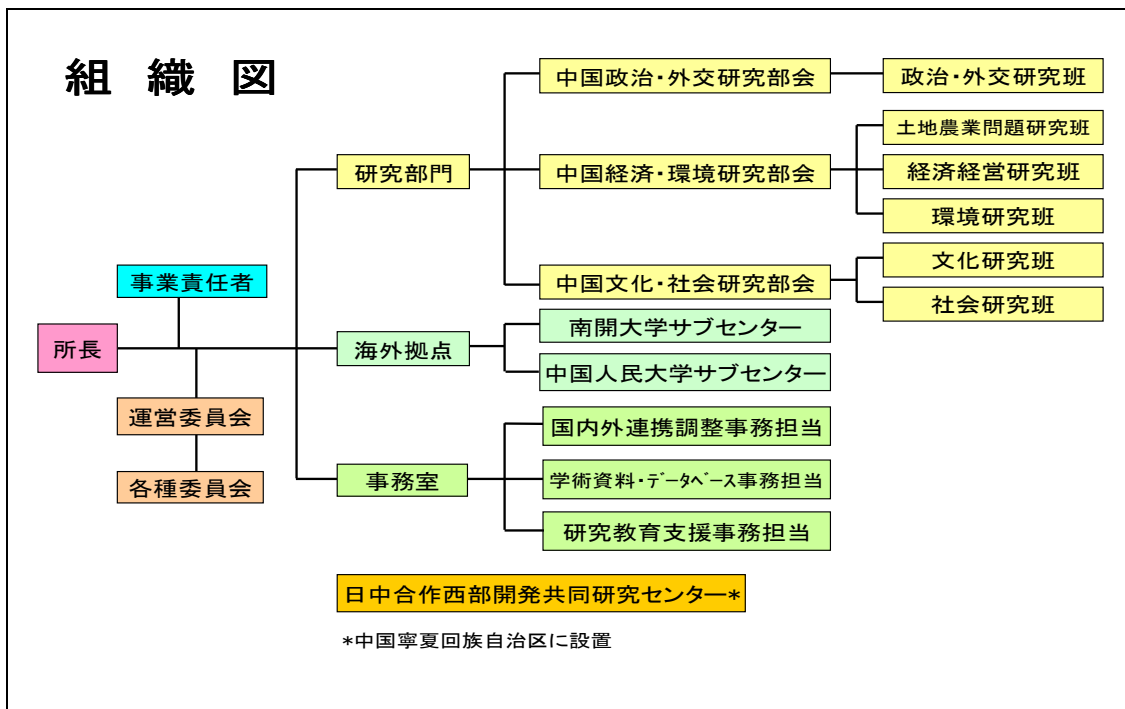 組 織 図
中国政治・外交研究部会
政治・外交研究班
土地農業問題研究班
研究部門
中国経済・環境研究部会
経済経営研究班
環境研究班
事業責任者
中国文化・社会研究部会
文化研究班
社会研究班
所長
海外拠点
南開大学サブセンター
中国人民大学サブセンター
運営委員会
各種委員会
事務室
国内外連携調整事務担当
学術資料・データベース事務担当
研究教育支援事務担当
日中合作西部開発共同研究センター*
*中国寧夏回族自治区に設置